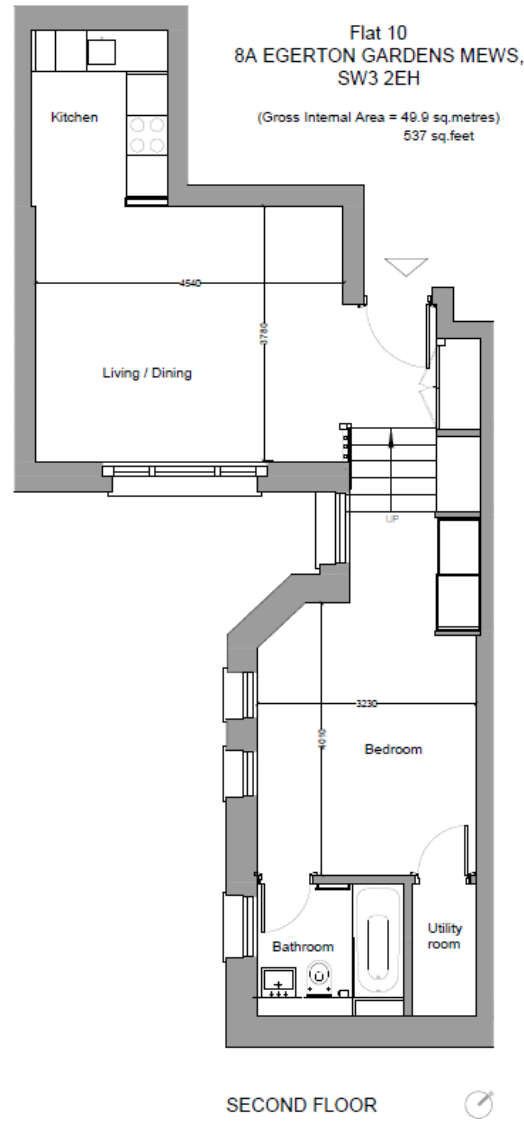 Flat 10
8A EGERTON GARDENS MEWS,
SW3 2EH
(Gross Internal Area = 49.9 sq.metres)
537 sq.feet
Kitchen
4540
3780
Living / Dining
UP
3230
4010
Bedroom
Utility
room
Bathroom
SECOND FLOOR